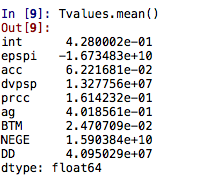 In [9]: Tvalues.mean()
Out[9]:
int 4.280002e-01
epspi -1.673483e+10
acc 6.221681e-02
dvpsp 1.327756e+07
prcc 1.614232e-01
ag 4.018561e-01
BTM 2.470709e-02
NEGE 1.590384e+10
DD 4.095029e+07
dtype: float64